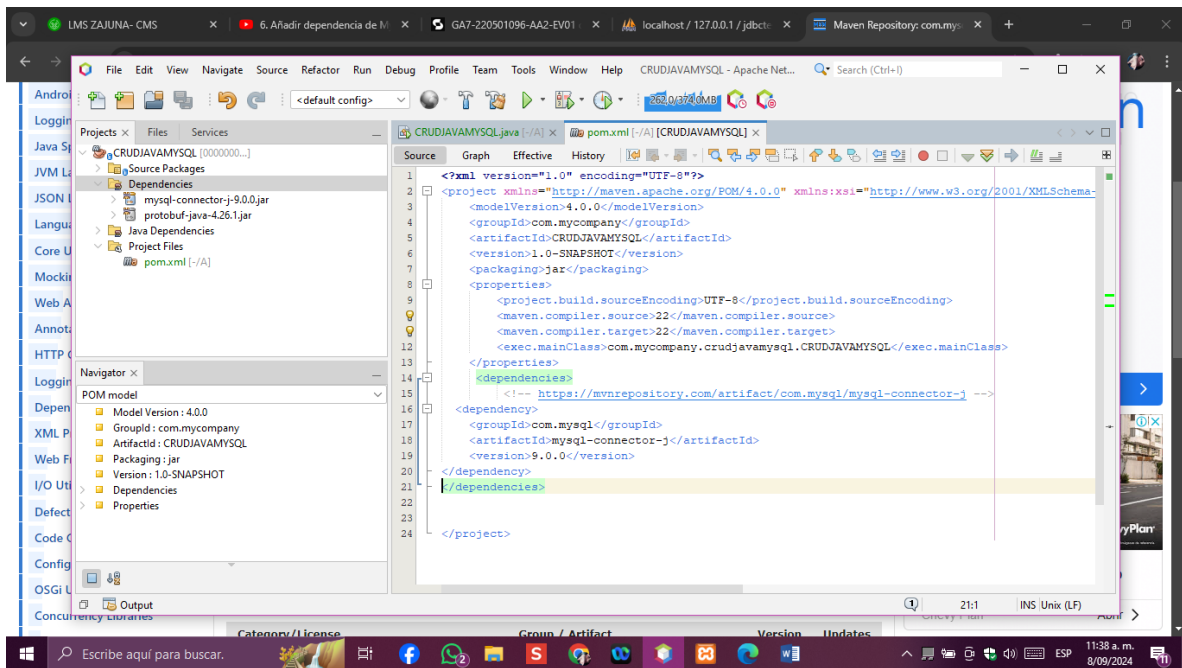 LMS ZAJUNA- CMS
6. Añadir dependencia de M
GA7-220501096-AA2-EV01
localhost / 127.0.0.1 / jdbcte
Maven Repository: com.mys
File Edit View Navigate Source Refactor Run Debug Profile Team Tools Window Help CRUDJAVAMYSQL - Apache Net... Search (Ctrl+I)
<default config>
262,0/374,0MB
Projects Files Services
CRUDJAVAMYSQL [0000000...]
Source Packages
Dependencies
mysql-connector-j-9.0.0.jar
protobuf-java-4.26.1.jar
Java Dependencies
Project Files
pom.xml [-/A]
Navigator
POM model
Model Version : 4.0.0
GroupId : com.mycompany
ArtifactId : CRUDJAVAMYSQL
Packaging : jar
Version : 1.0-SNAPSHOT
Dependencies
Properties
CRUDJAVAMYSQL.java [-/A] pom.xml [-/A] [CRUDJAVAMYSQL]
Source Graph Effective History
1 <?xml version="1.0" encoding="UTF-8"?>
2 <project xmlns="http://maven.apache.org/POM/4.0.0" xmlns:xsi="http://www.w3.org/2001/XMLSchema-
3 <modelVersion>4.0.0</modelVersion>
4 <groupId>com.mycompany</groupId>
5 <artifactId>CRUDJAVAMYSQL</artifactId>
6 <version>1.0-SNAPSHOT</version>
7 <packaging>jar</packaging>
8 <properties>
9 <project.build.sourceEncoding>UTF-8</project.build.sourceEncoding>
<maven.compiler.source>22</maven.compiler.source>
<maven.compiler.target>22</maven.compiler.target>
12 <exec.mainClass>com.mycompany.crudjavamysql.CRUDJAVAMYSQL</exec.mainClass>
13 </properties>
14 <dependencies>
15 <!-- https://mvnrepository.com/artifact/com.mysql/mysql-connector-j -->
16 <dependency>
17 <groupId>com.mysql</groupId>
18 <artifactId>mysql-connector-j</artifactId>
19 <version>9.0.0</version>
20 </dependency>
21 </dependencies>
22
23
24 </project>
Output
1 21:1 INS Unix (LF)
Androi
Loggin
Java Sp
JVM La
JSON L
Langua
Core U
Mockin
Web A
Annota
HTTP C
Loggin
Depen
XML P
Web Fr
I/O Uti
Defect
Code G
Config
OSGi U
Concurrency Libraries
Category/License Group / Artifact Version Updates
vyPlan
Chevy Plan
Abrir
Escribe aquí para buscar.
2
ESP
11:38 a. m.
8/09/2024
11